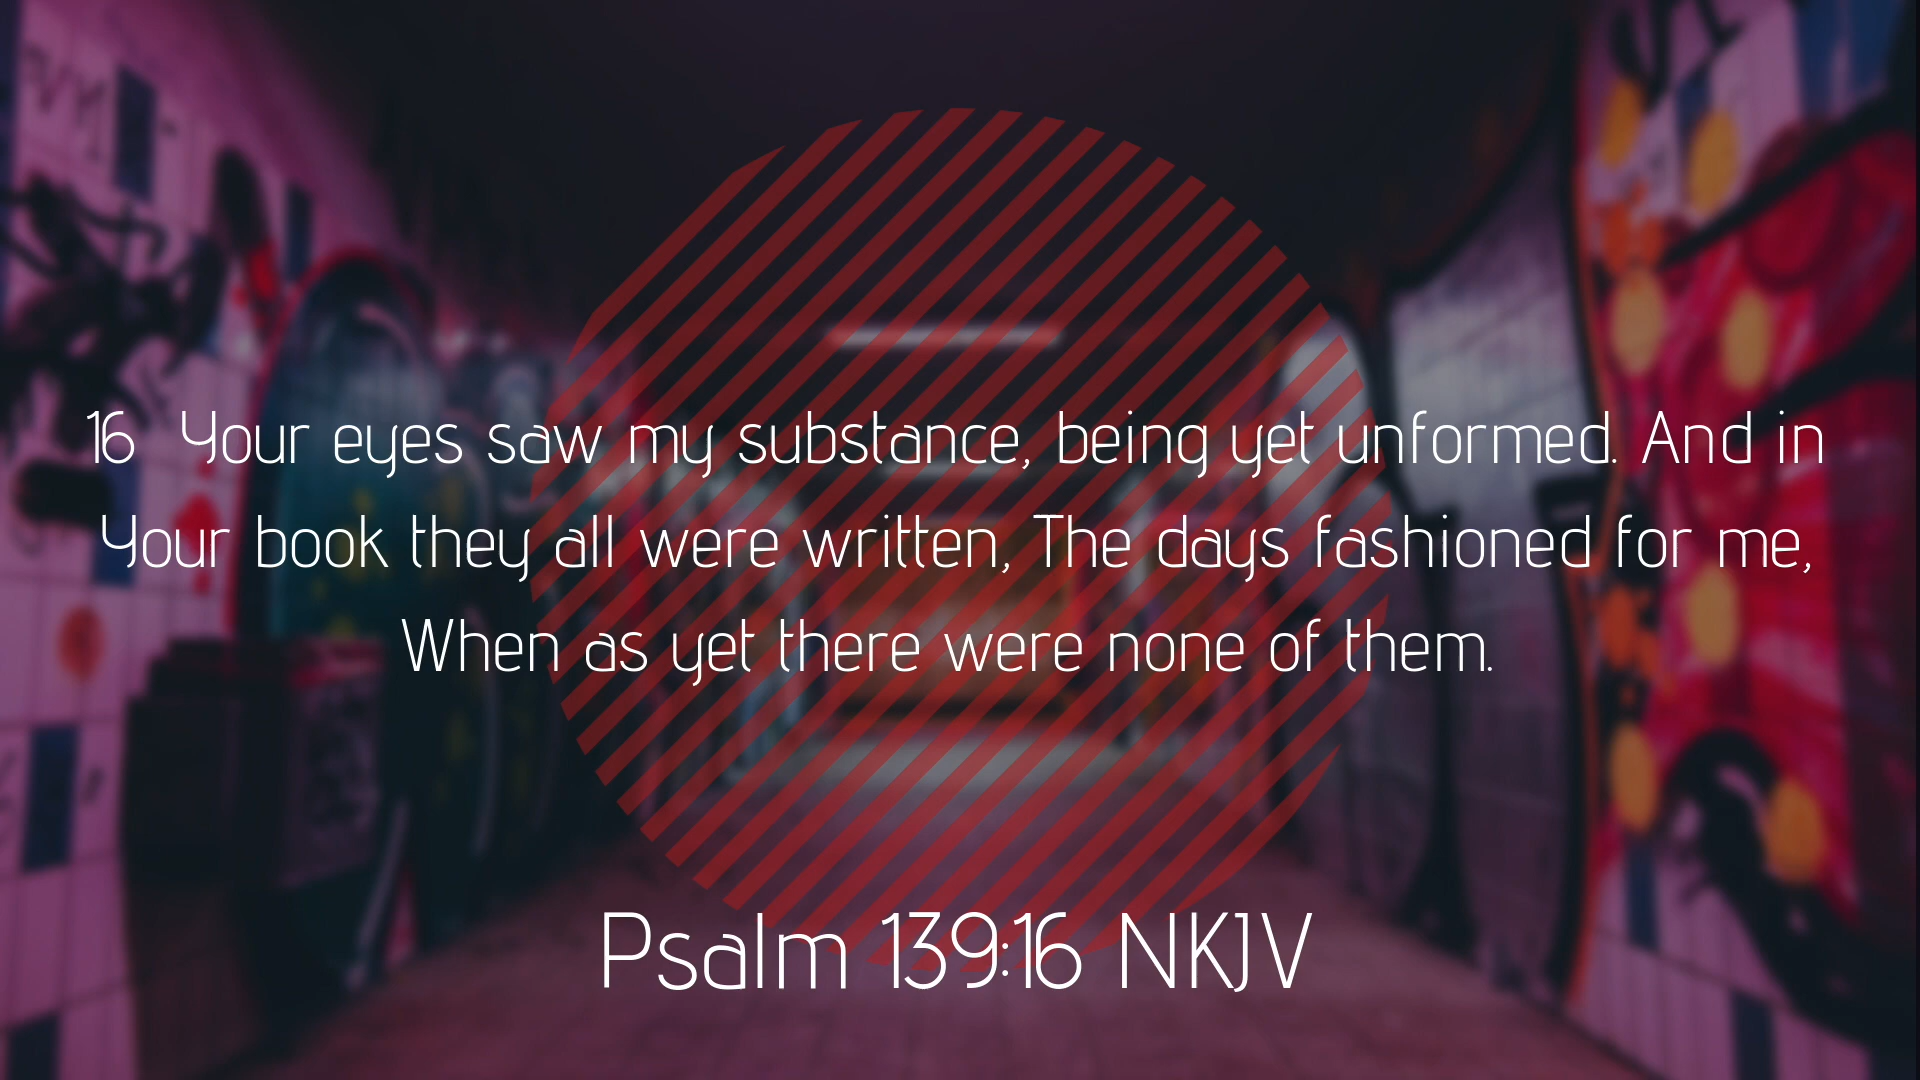 16 Your eyes saw my substance, being yet unformed. And in
Your book they all were written, The days fashioned for me,
When as yet there were none of them.
Psalm 139:16 NKJV